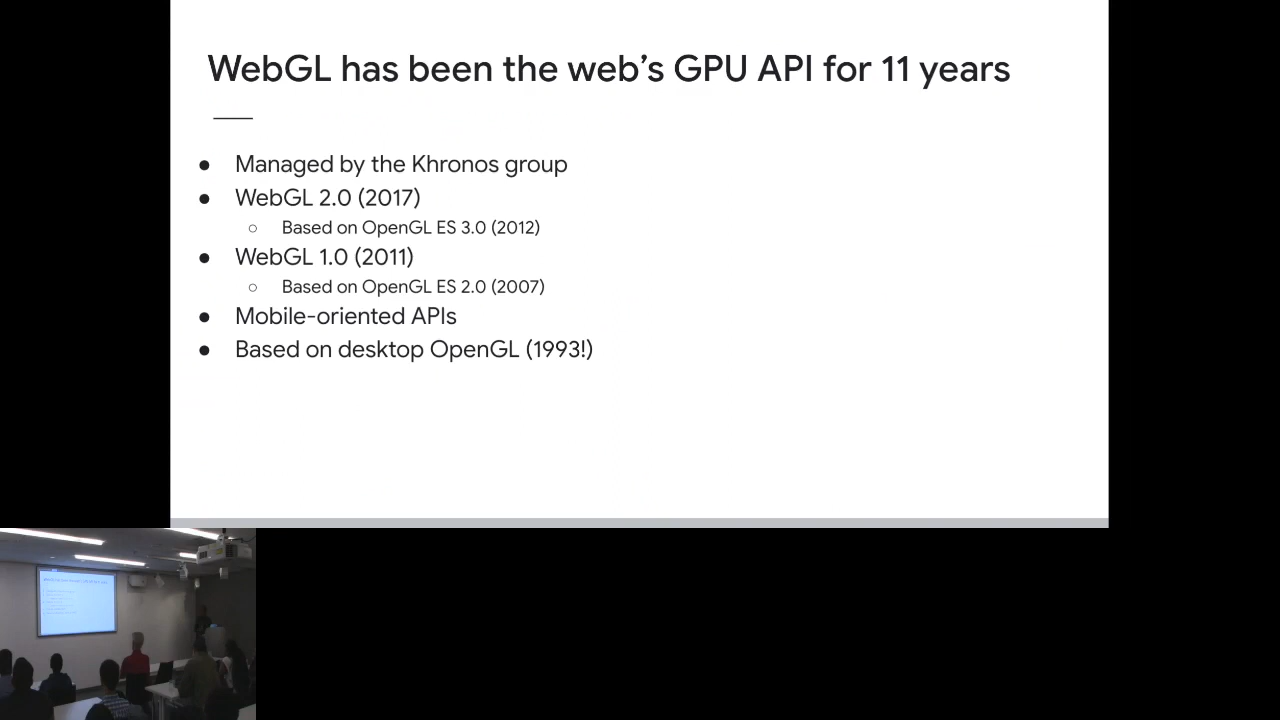 WebGL has been the web’s GPU API for 11 years
● Managed by the Khronos group
● WebGL 2.0 (2017)
○ Based on OpenGL ES 3.0 (2012)
● WebGL 1.0 (2011)
○ Based on OpenGL ES 2.0 (2007)
● Mobile-oriented APIs
● Based on desktop OpenGL (1993!)